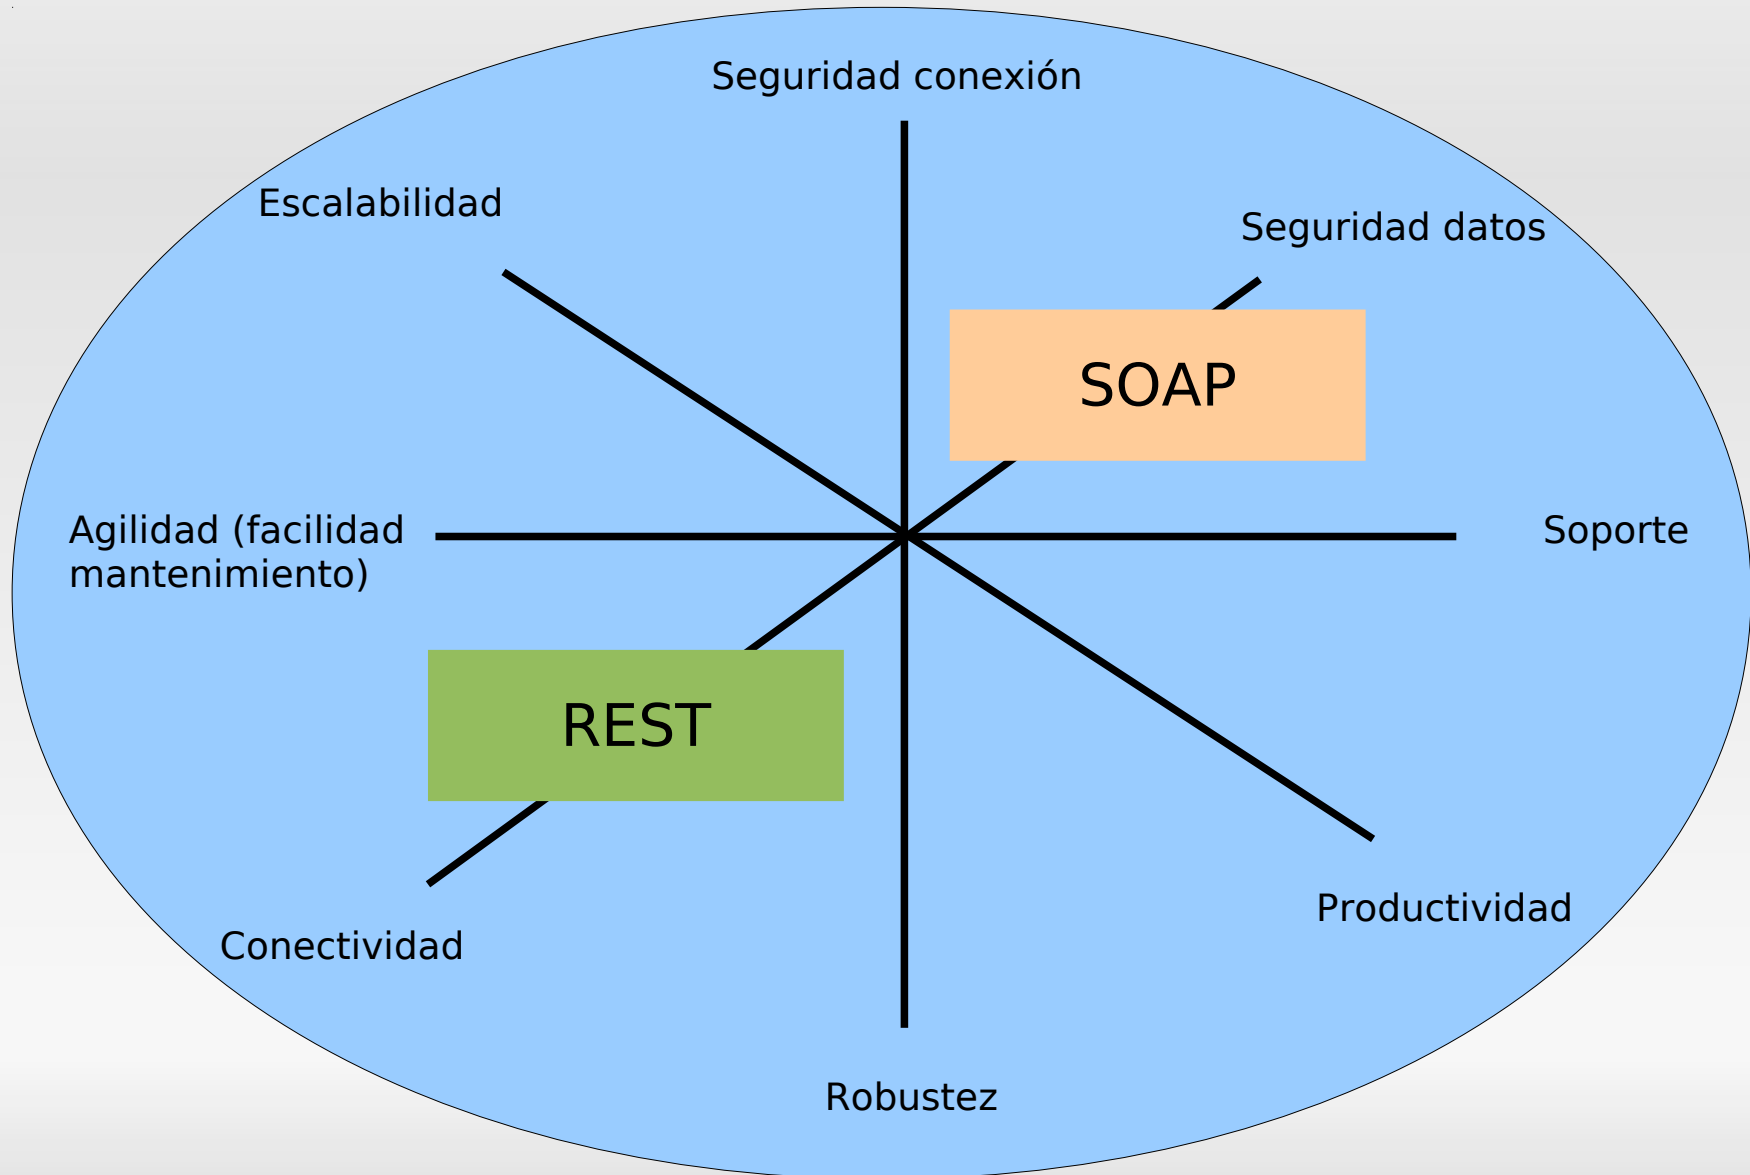 Seguridad conexión
Escalabilidad
Seguridad datos
SOAP
Agilidad (facilidad
mantenimiento)
Soporte
REST
Productividad
Conectividad
Robustez